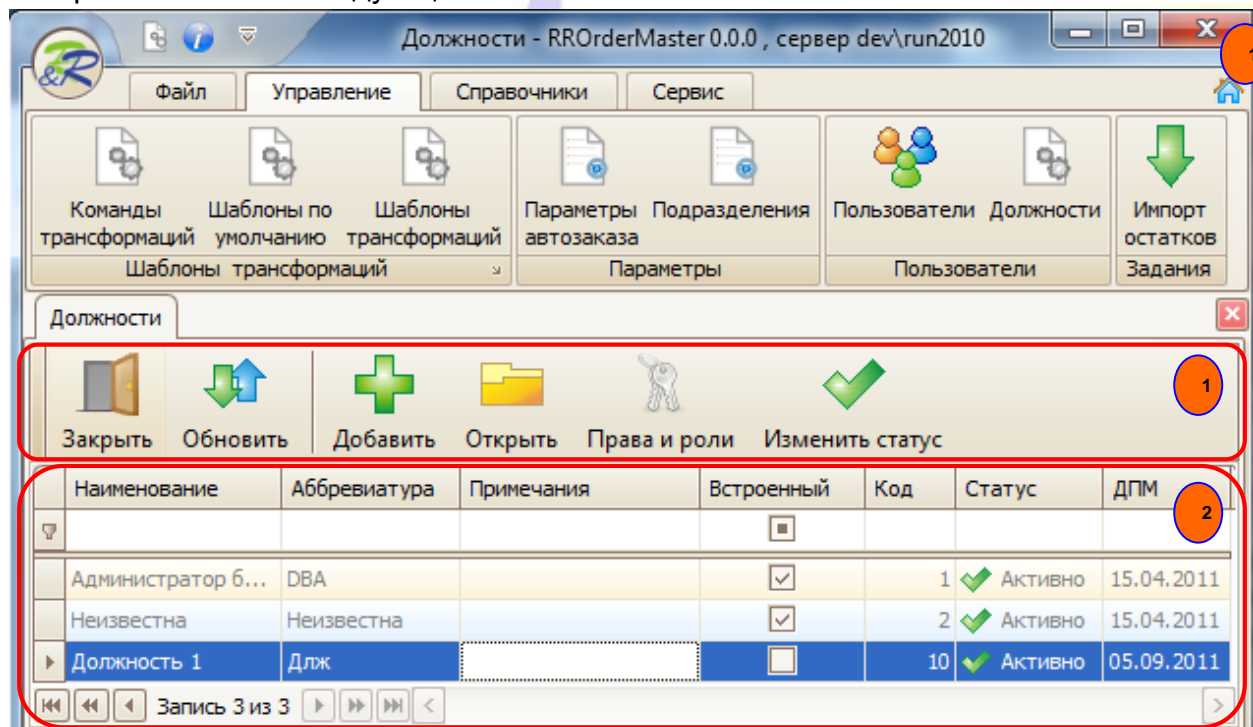 Должности - RROrderMaster 0.0.0 , сервер dev\run2010
R &R
Файл Управление Справочники Сервис
1
Команды трансформаций
Шаблоны по умолчанию
Шаблоны трансформаций
Параметры автозаказа
Подразделения
Пользователи
Должности
Импорт остатков
Шаблоны трансформаций Параметры Пользователи Задания
Должности
1
Закрыть Обновить Добавить Открыть Права и роли Изменить статус
Наименование Аббревиатура Примечания Встроенный Код Статус ДПМ
2
Администратор б... DBA 1 Активно 15.04.2011
Неизвестна Неизвестна 2 Активно 15.04.2011
Должность 1 Длж 10 Активно 05.09.2011
Запись 3 из 3